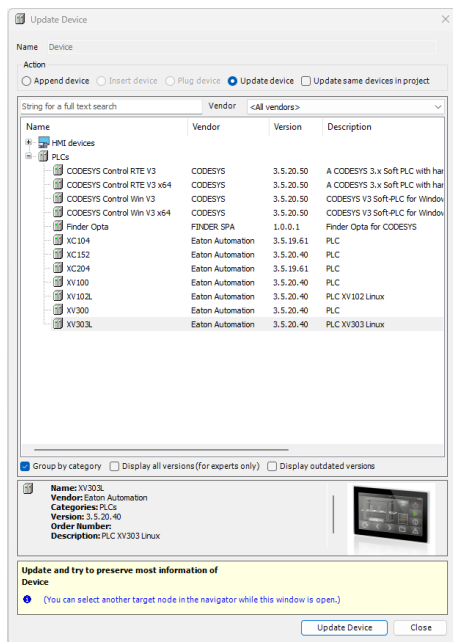 Update Device
Name Device
Action
Append device Insert device Plug device Update device Update same devices in project
String for a full text search Vendor <All vendors>
Name Vendor Version Description
HMI devices
PLCs
CODESYS Control RTE V3 CODESYS 3.5.20.50 A CODESYS 3.x Soft PLC with har
CODESYS Control RTE V3 x64 CODESYS 3.5.20.50 A CODESYS 3.x Soft PLC with har
CODESYS Control Win V3 CODESYS 3.5.20.50 CODESYS V3 Soft-PLC for Window
CODESYS Control Win V3 x64 CODESYS 3.5.20.50 CODESYS V3 Soft-PLC for Window
Finder Opta FINDER SPA 1.0.0.1 Finder Opta for CODESYS
XC104 Eaton Automation 3.5.19.61 PLC
XC152 Eaton Automation 3.5.20.40 PLC
XC204 Eaton Automation 3.5.19.61 PLC
XV100 Eaton Automation 3.5.20.40 PLC
XV102L Eaton Automation 3.5.20.40 PLC XV102 Linux
XV300 Eaton Automation 3.5.20.40 PLC
XV303L Eaton Automation 3.5.20.40 PLC XV303 Linux
Group by category Display all versions (for experts only) Display outdated versions
Name: XV303L
Vendor: Eaton Automation
Categories: PLCs
Version: 3.5.20.40
Order Number:
Description: PLC XV303 Linux
Update and try to preserve most information of
Device
(You can select another target node in the navigator while this window is open.)
Update Device Close